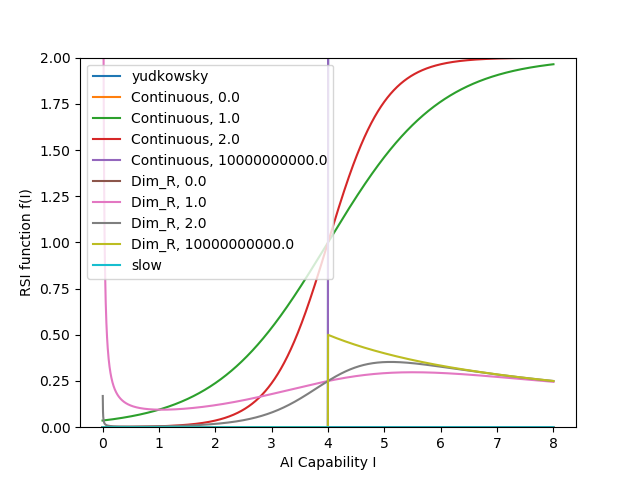 2.00
1.75
1.50
1.25
1.00
0.75
0.50
0.25
0.00
RSI function f(I)
yudkowsky
Continuous, 0.0
Continuous, 1.0
Continuous, 2.0
Continuous, 10000000000.0
Dim_R, 0.0
Dim_R, 1.0
Dim_R, 2.0
Dim_R, 10000000000.0
slow
0 1 2 3 4 5 6 7 8
AI Capability I